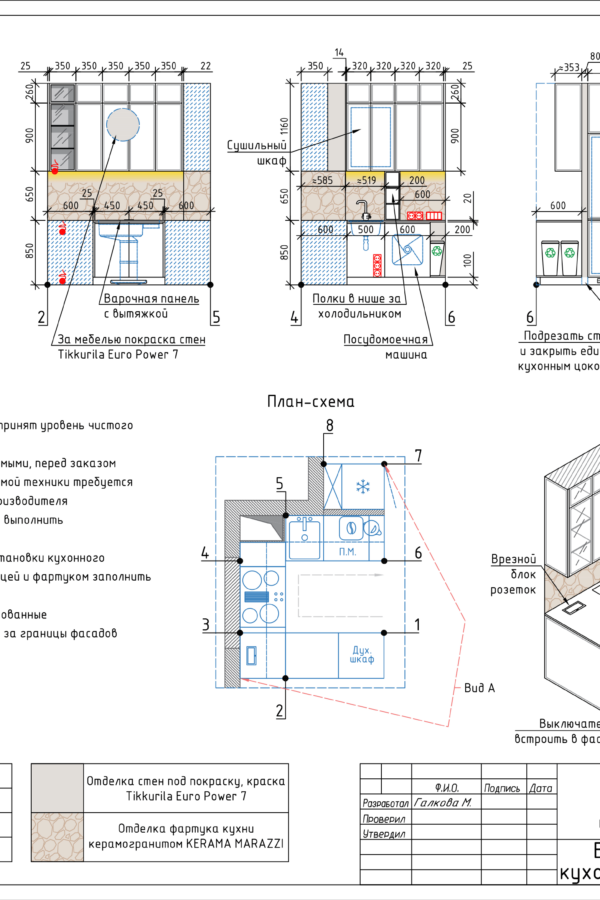 25 350 350 350 350 350 22
260
900
650
850
25
25
600 450 450 600
Варочная панель
с вытяжкой
2
5
За мебелью покраска стен
Tikkurila Euro Power 7
14
350 320 320 320 320 25
1160
260
900
Сушильный
шкаф
650
≈585 ≈519 200
600
20
850
600 500 600 200
100
Полки в нише за
холодильником
4
6
Посудомоечная
машина
80
≈353
600
6
Подрезать ст
и закрыть еди
кухонным цоко
ринят уровень чистого
мыми, перед заказом
мой техники требуется
оизводителя
выполнить
тановки кухонного
цей и фартуком заполнить
ованные
за границы фасадов
План-схема
8
7
5
4
6
П.М.
3
1
Дух.
шкаф
2
Вид А
Врезной
блок
розеток
Выключате
встроить в фас
Отделка стен под покраску, краска
Tikkurila Euro Power 7
Отделка фартука кухни
керамогранитом KERAMA MARAZZI
Ф.И.О. Подпись Дата
Разработал Галкова М.
Проверил
Утвердил
кухо